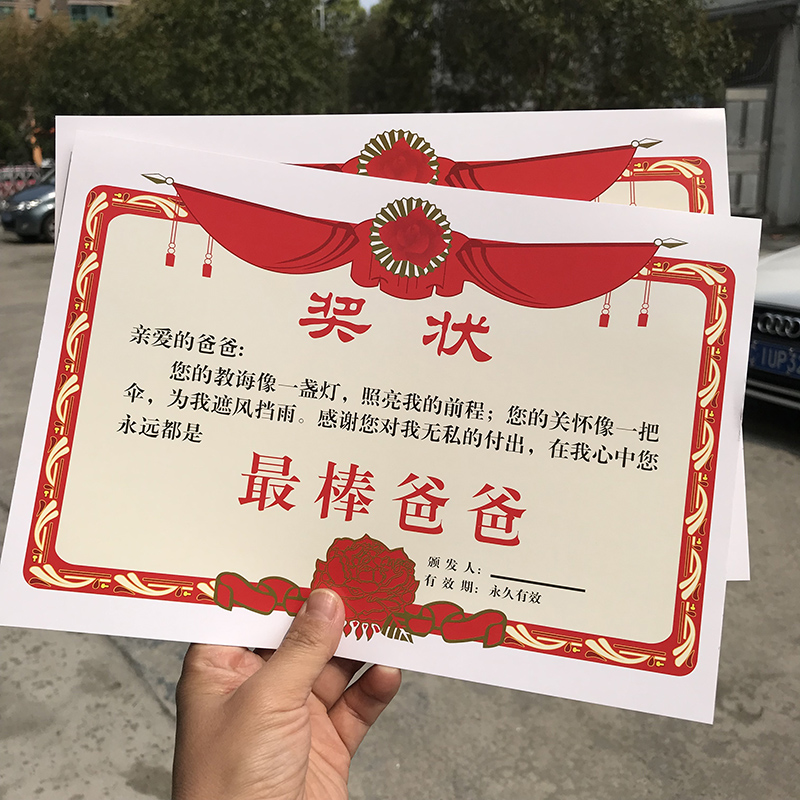 奖状
亲爱的爸爸:
您的教诲像一盏灯，照亮我的前程；您的关怀像一把
伞，为我遮风挡雨。感谢您对我无私的付出，在我心中您
永远都是
最棒爸爸
颁发人:
有效期: 永久有效